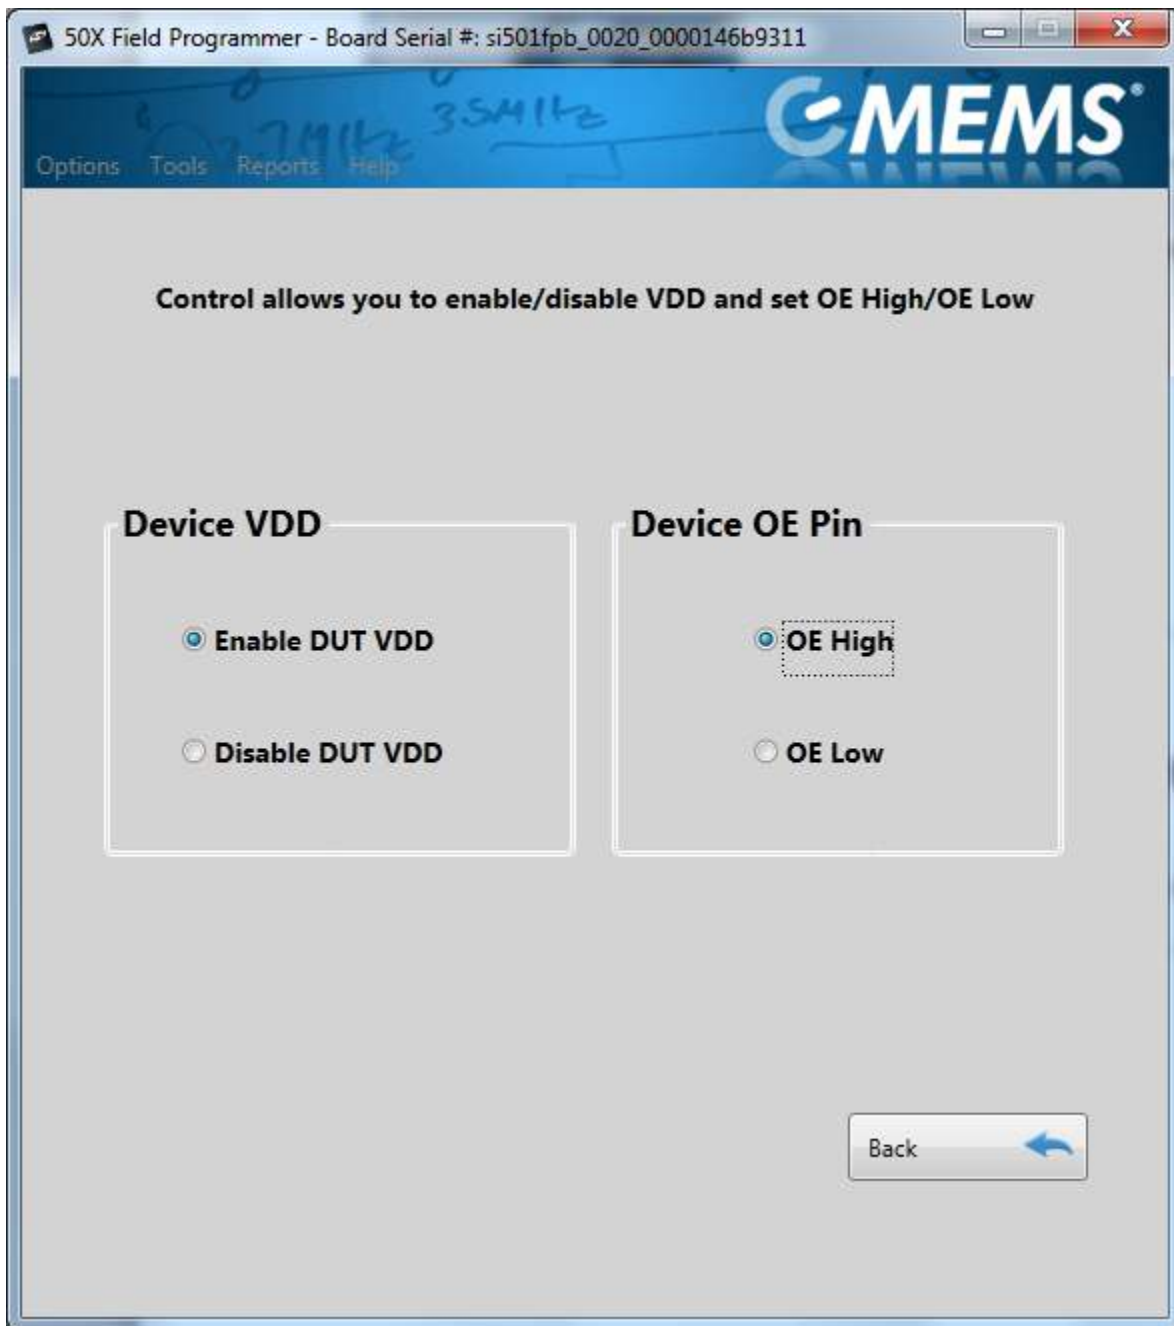 50X Field Programmer - Board Serial #: si501fpb_0020_0000146b9311
3.5MHz
CMEMS®
Options Tools Reports Help
Control allows you to enable/disable VDD and set OE High/OE Low
Device VDD
Device OE Pin
Enable DUT VDD
OE High
Disable DUT VDD
OE Low
Back